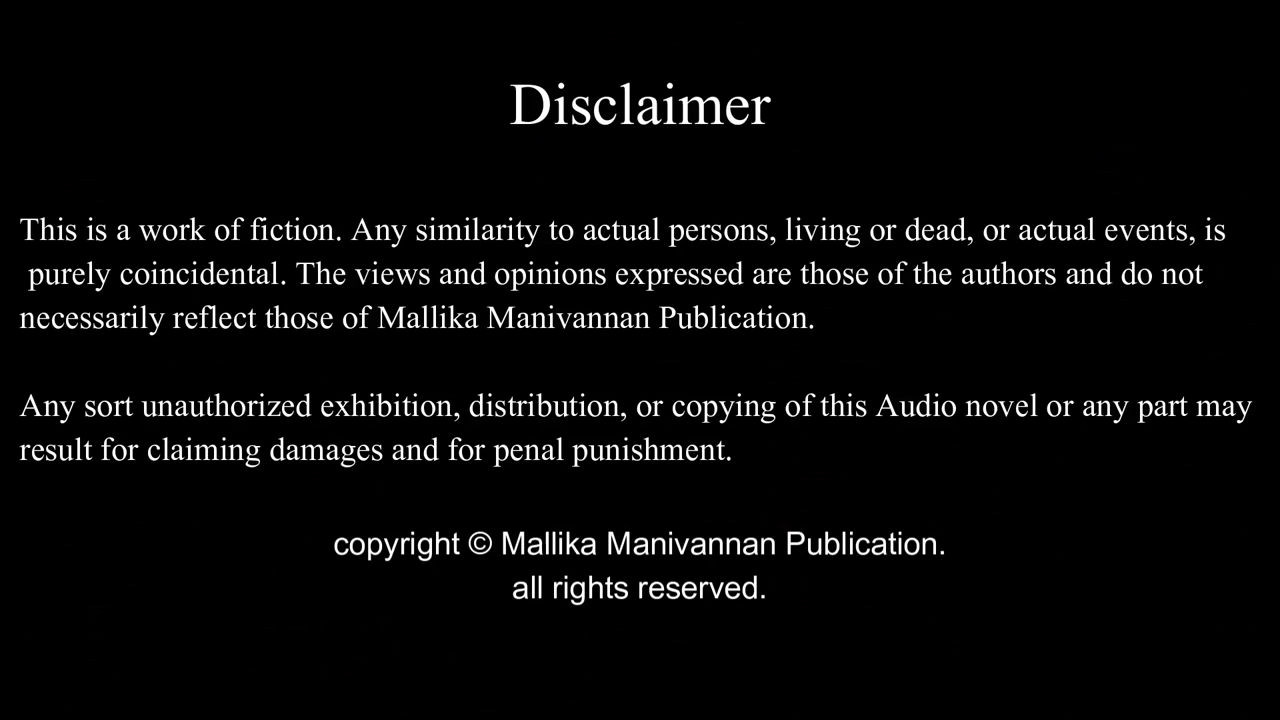 Disclaimer
This is a work of fiction. Any similarity to actual persons, living or dead, or actual events, is
purely coincidental. The views and opinions expressed are those of the authors and do not
necessarily reflect those of Mallika Manivannan Publication.
Any sort unauthorized exhibition, distribution, or copying of this Audio novel or any part may
result for claiming damages and for penal punishment.
copyright © Mallika Manivannan Publication.
all rights reserved.